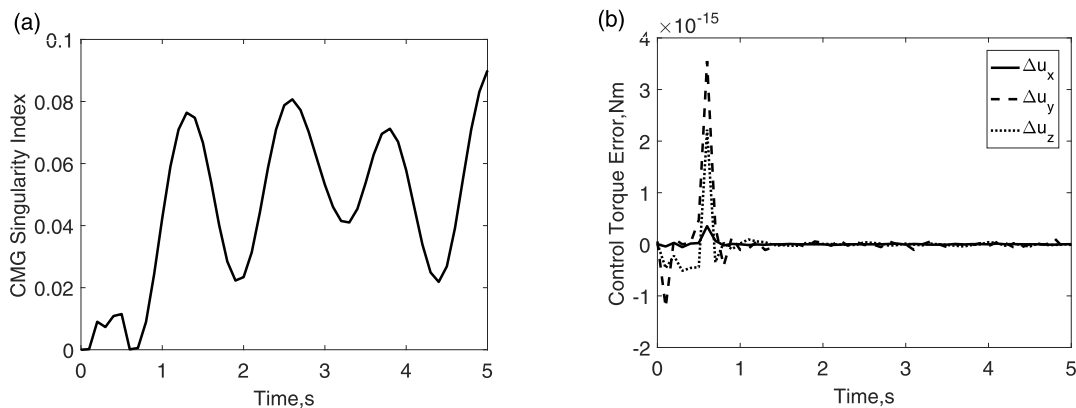 (a)
0.1
0.08
0.06
0.04
0.02
0
0 1 2 3 4 5
CMG Singularity Index
Time,s
(b)
×10⁻¹⁵
4
3
2
1
0
-1
-2
0 1 2 3 4 5
Control Torque Error,Nm
Time,s
Δuₓ
Δu_y
Δu_z